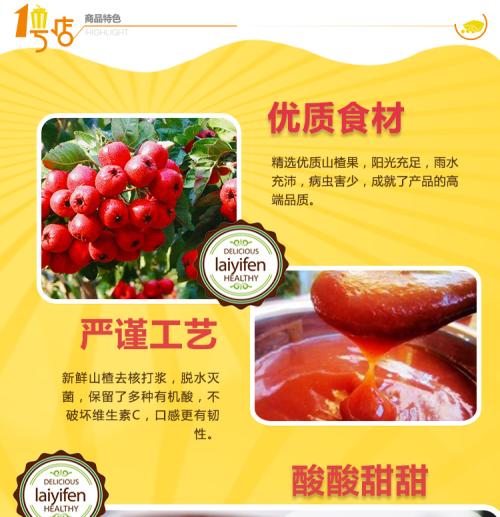 1号店
商品特色
HIGHLIGHT
优质食材
精选优质山楂果，阳光充足，雨水
充沛，病虫害少，成就了产品的高
端品质。
DELICIOUS
laiyifen
HEALTHY
严谨工艺
新鲜山楂去核打浆，脱水灭
菌，保留了多种有机酸，不
破坏维生素C，口感更有韧
性。
酸酸甜甜
DELICIOUS
laiyifen
HEALTHY